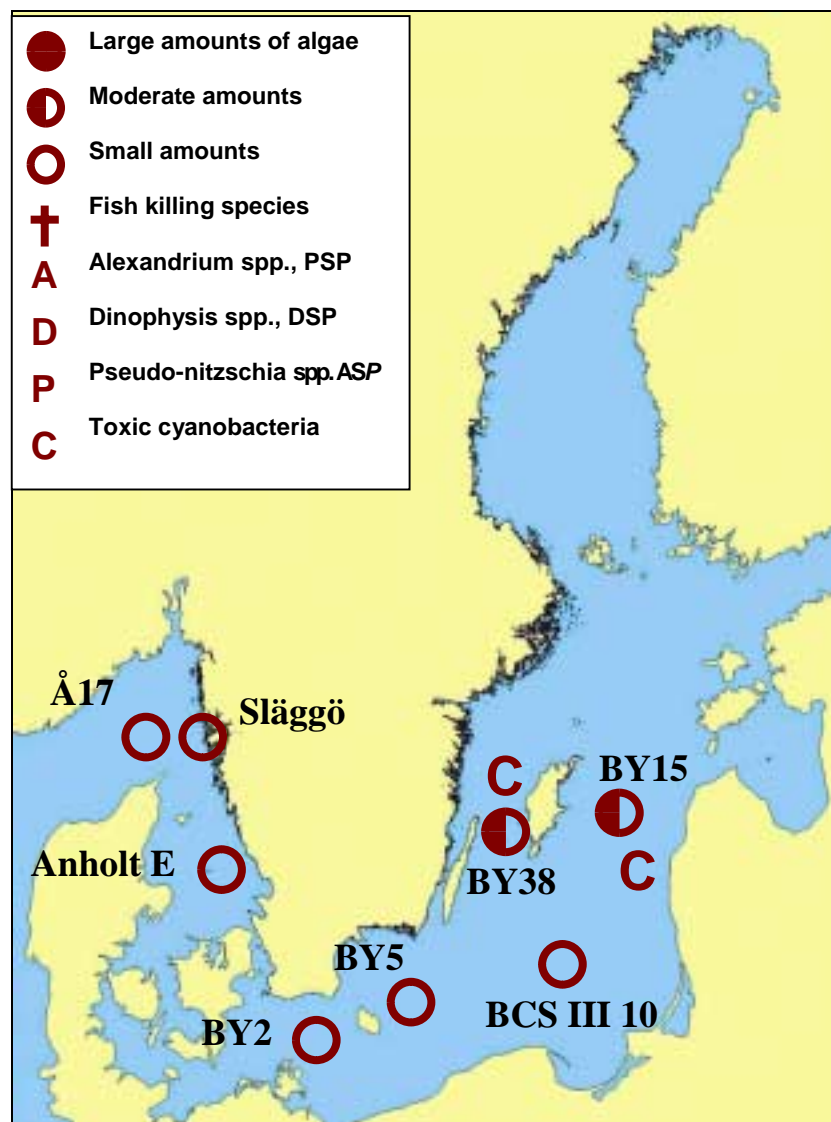 Large amounts of algae
Moderate amounts
Small amounts
Fish killing species
A Alexandrium spp., PSP
D Dinophysis spp., DSP
P Pseudo-nitzschia spp.ASP
C Toxic cyanobacteria
Å17
Släggö
C
BY15
Anholt E
BY38
C
BY5
BCS III 10
BY2